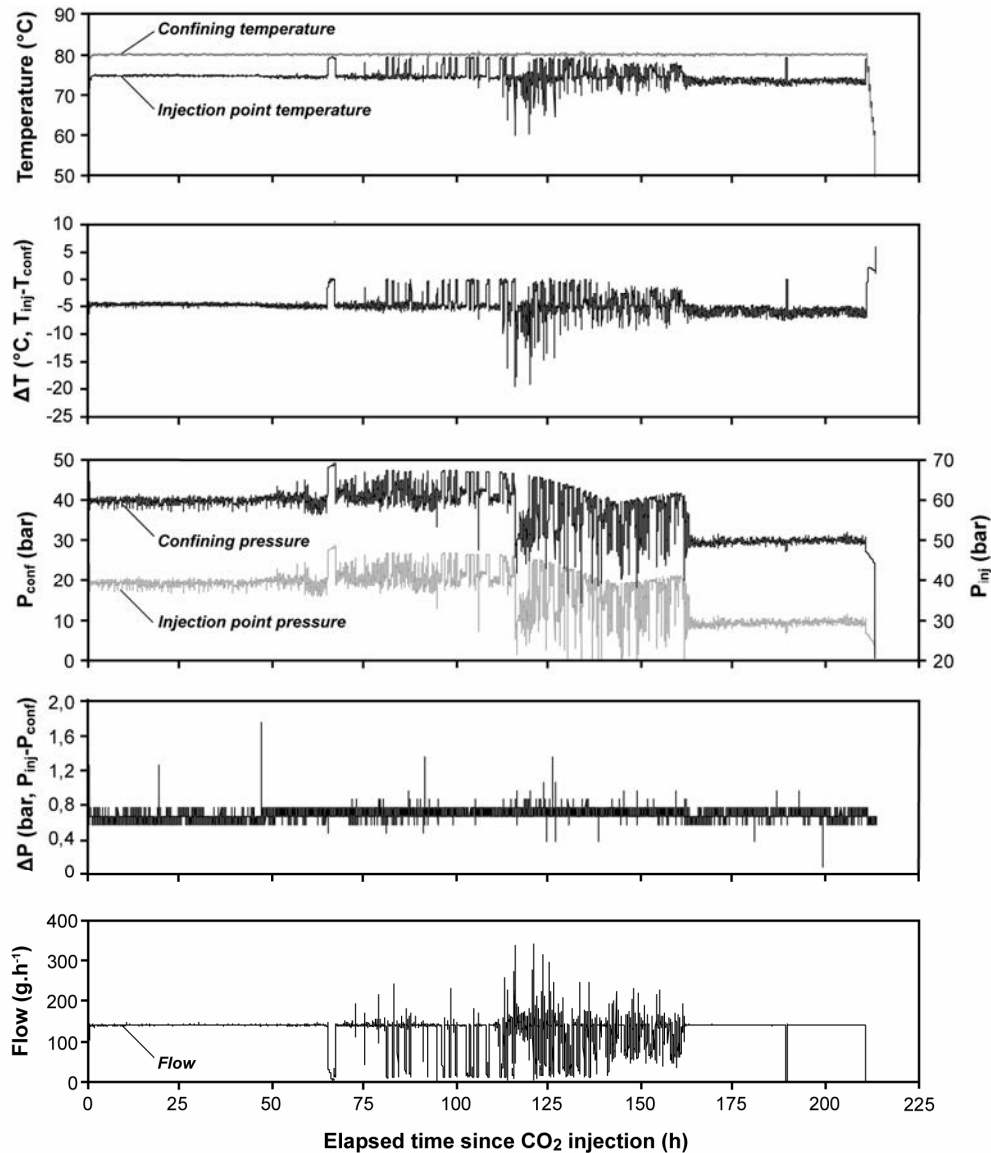 Temperature (°C)
90
80
70
60
50
Confining temperature
Injection point temperature
ΔT (°C, Tinj-Tconf)
10
5
0
-5
-10
-15
-20
-25
Pconf (bar)
50
40
30
20
10
0
Confining pressure
Injection point pressure
70
60
50
40
30
20
Pinj (bar)
ΔP (bar, Pinj-Pconf)
2,0
1,6
1,2
0,8
0,4
0
Flow (g.h-1)
400
300
200
100
0
Flow
0 25 50 75 100 125 150 175 200 225
Elapsed time since CO2 injection (h)